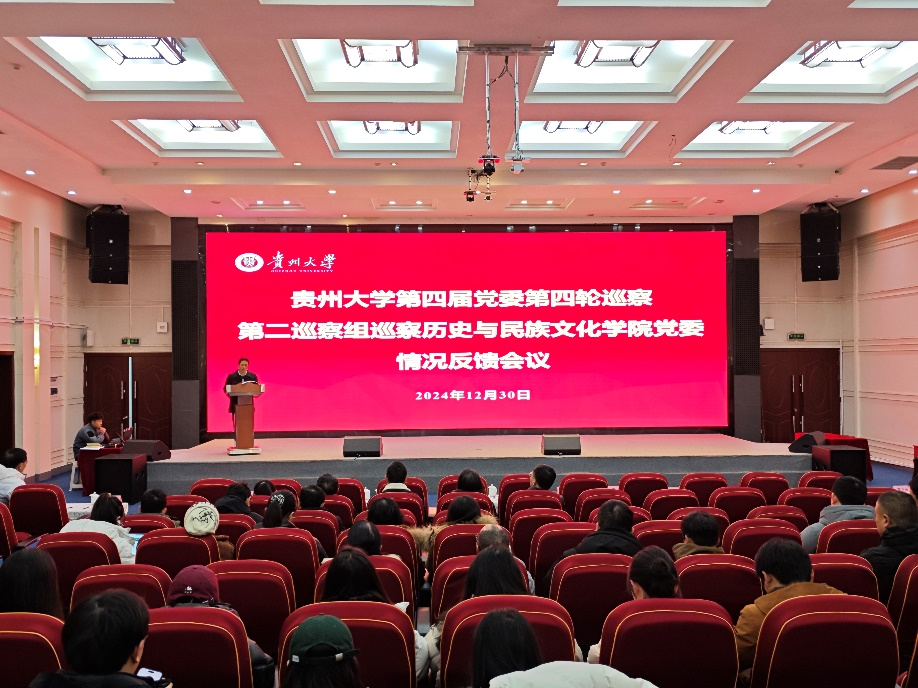 贵州大学
GUIZHOU UNIVERSITY
贵州大学第四届党委第四轮巡察
第二巡察组巡察历史与民族文化学院党委
情况反馈会议
2024年12月30日